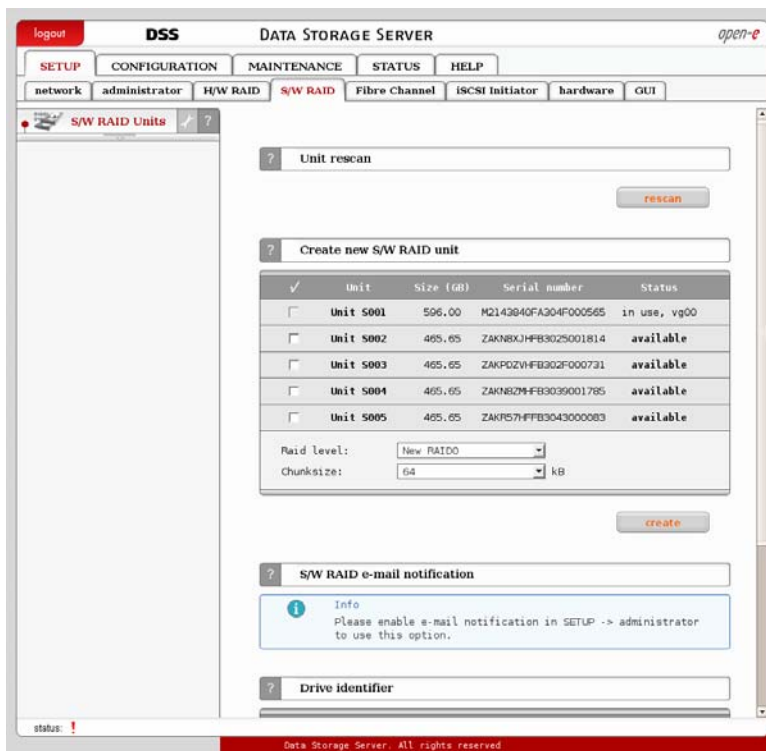 logout DSS DATA STORAGE SERVER open-e
SETUP CONFIGURATION MAINTENANCE STATUS HELP
network administrator H/W RAID S/W RAID Fibre Channel iSCSI Initiator hardware GUI
S/W RAID Units ?
? Unit rescan
rescan
? Create new S/W RAID unit
✓ Unit Size (GB) Serial number Status
Unit S001 596.00 M2143840FA304F000565 in use, vg00
Unit S002 465.65 ZAKN8XJHFB3025001814 available
Unit S003 465.65 ZAKPDZVHFB302F000731 available
Unit S004 465.65 ZAKN8ZMHFB3039001785 available
Unit S005 465.65 ZAKR57HFFB3043000083 available
Raid level: New RAID0
Chunksize: 64 kB
create
? S/W RAID e-mail notification
i Info
Please enable e-mail notification in SETUP -> administrator
to use this option.
? Drive identifier
status: !
Data Storage Server. All rights reserved